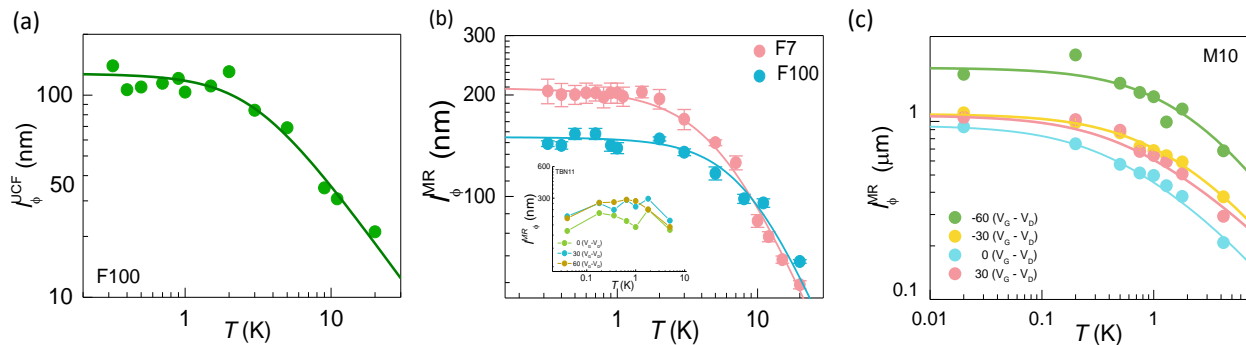 (a)
100
50
10
l_ϕ^UCF (nm)
F100
1
10
T (K)
(b)
300
200
100
l_ϕ^MR (nm)
F7
F100
TBN11
600
300
l_ϕ^MR (nm)
0 (V_G-V_D)
30 (V_G-V_D)
60 (V_G-V_D)
0.1
1
10
T (K)
1
10
T (K)
(c)
M10
1
0.1
l_ϕ^MR (μm)
-60 (V_G - V_D)
-30 (V_G - V_D)
0 (V_G - V_D)
30 (V_G - V_D)
0.01
0.1
1
T (K)